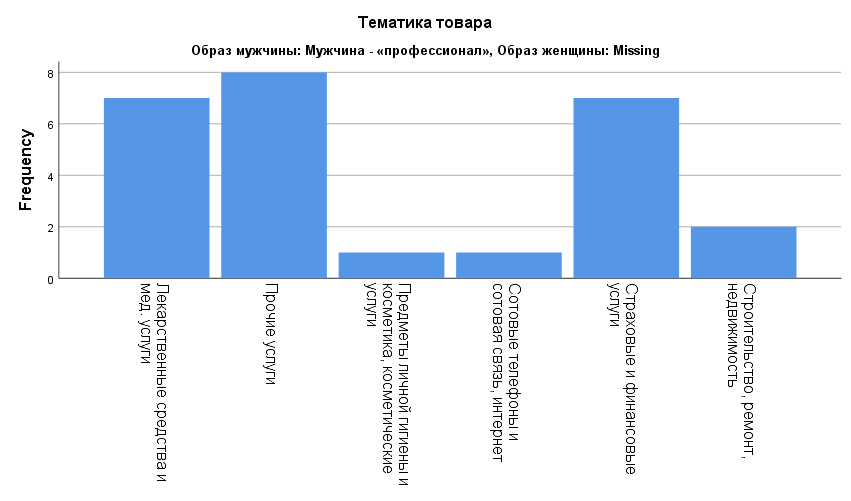 Тематика товара
Образ мужчины: Мужчина - «профессионал», Образ женщины: Missing
Frequency
8
6
4
2
0
Лекарственные средства и
мед. услуги
Прочие услуги
Предметы личной гигиены и
косметика, косметические
услуги
Сотовые телефоны и
сотовая связь, интернет
Страховые и финансовые
услуги
Строительство, ремонт,
недвижимость